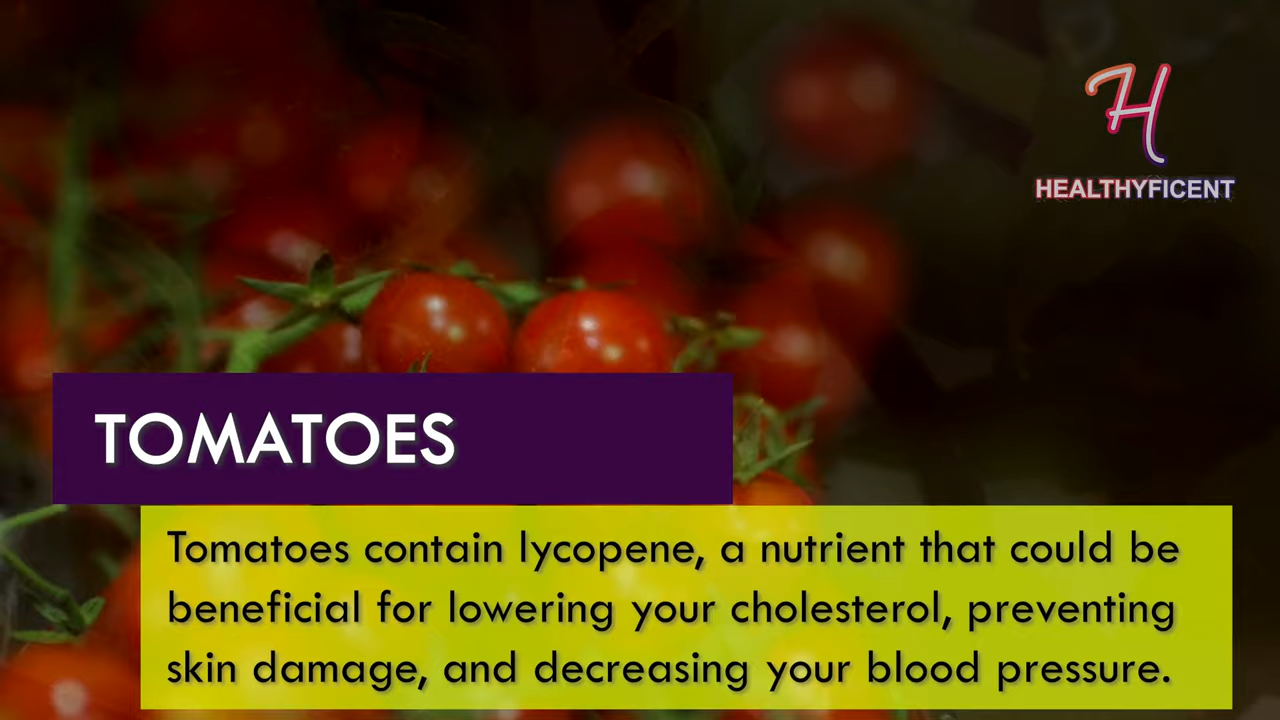 H
HEALTHYFICENT
TOMATOES
Tomatoes contain lycopene, a nutrient that could be
beneficial for lowering your cholesterol, preventing
skin damage, and decreasing your blood pressure.